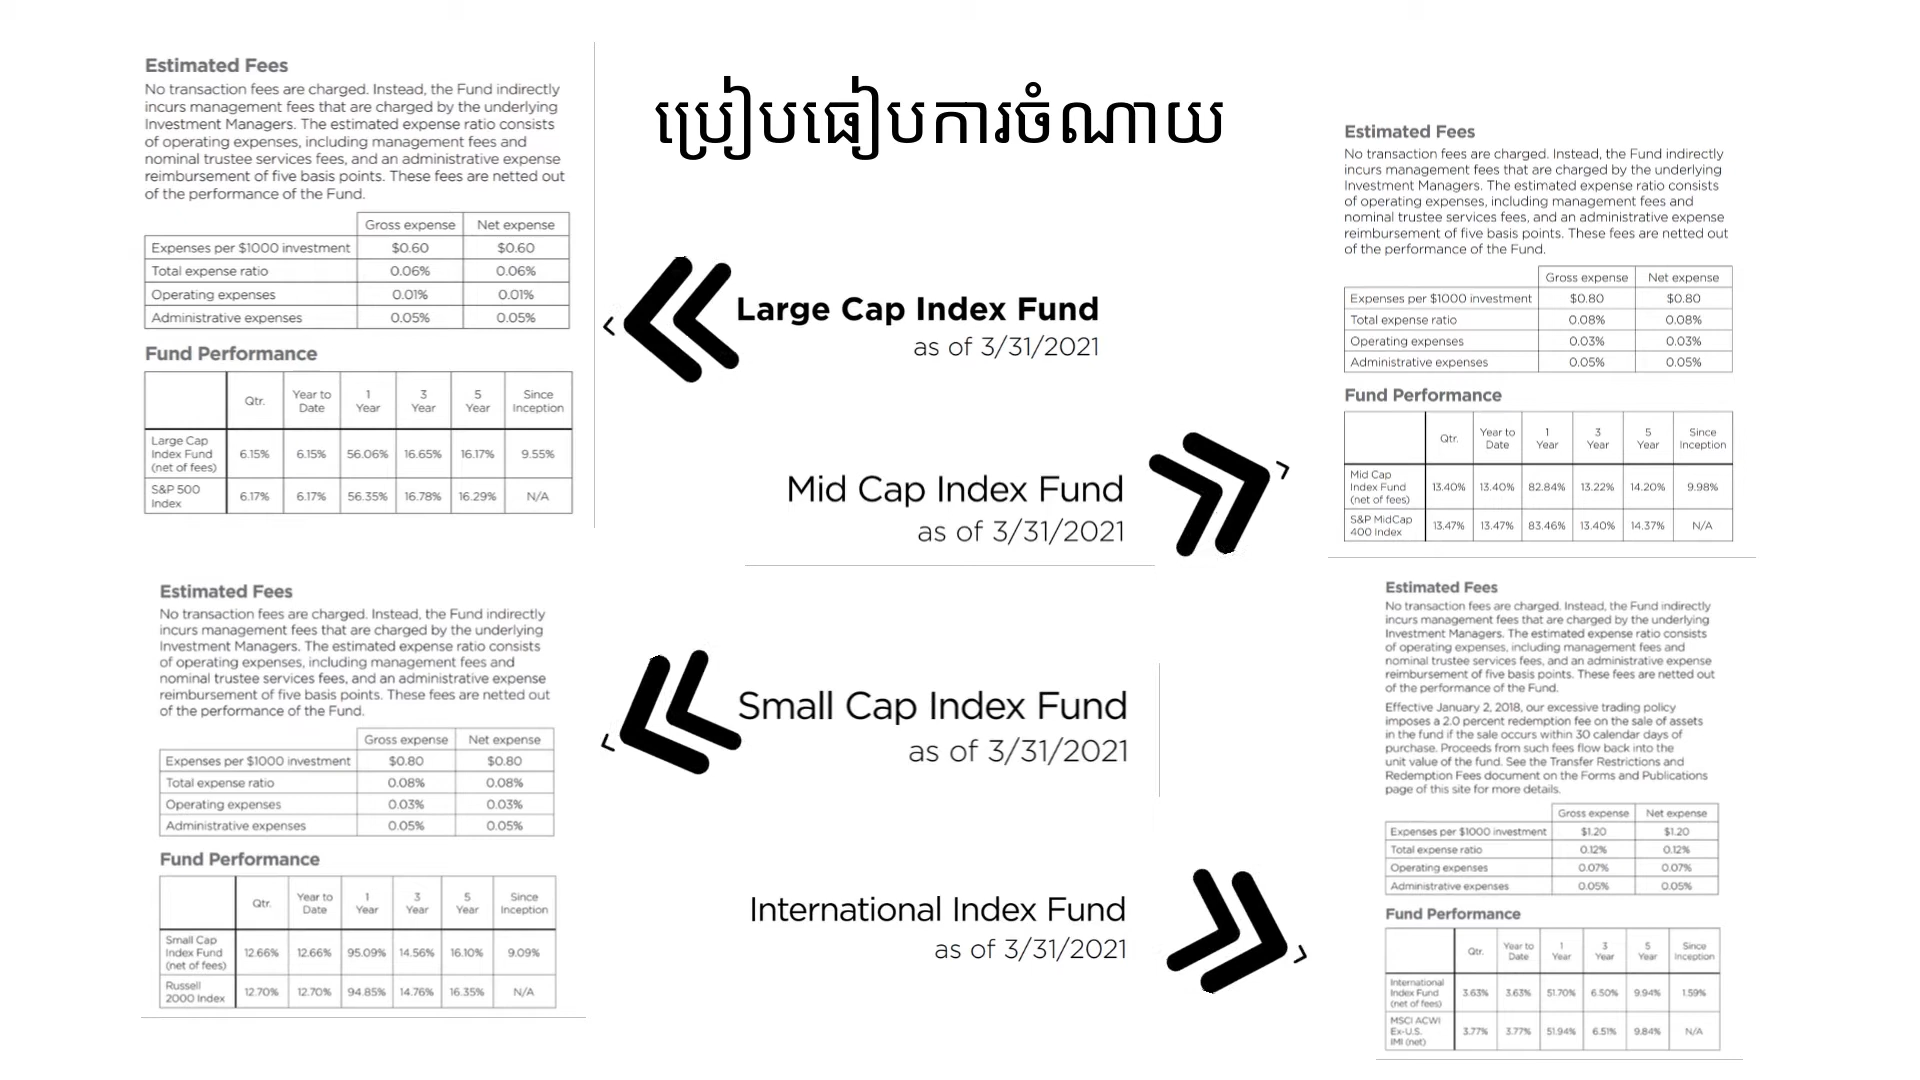 ប្រៀបធៀបការចំណាយ
Estimated Fees
No transaction fees are charged. Instead, the Fund indirectly
incurs management fees that are charged by the underlying
Investment Managers. The estimated expense ratio consists
of operating expenses, including management fees and
nominal trustee services fees, and an administrative expense
reimbursement of five basis points. These fees are netted out
of the performance of the Fund.
Gross expense Net expense
Expenses per $1000 investment $0.60 $0.60
Total expense ratio 0.06% 0.06%
Operating expenses 0.01% 0.01%
Administrative expenses 0.05% 0.05%
Fund Performance
Qtr. Year to Date 1 Year 3 Year 5 Year Since Inception
Large Cap Index Fund (net of fees) 6.15% 6.15% 56.06% 16.65% 16.17% 9.55%
S&P 500 Index 6.17% 6.17% 56.35% 16.78% 16.29% N/A
Large Cap Index Fund
as of 3/31/2021
Mid Cap Index Fund
as of 3/31/2021
Estimated Fees
No transaction fees are charged. Instead, the Fund indirectly
incurs management fees that are charged by the underlying
Investment Managers. The estimated expense ratio consists
of operating expenses, including management fees and
nominal trustee services fees, and an administrative expense
reimbursement of five basis points. These fees are netted out
of the performance of the Fund.
Gross expense Net expense
Expenses per $1000 investment $0.80 $0.80
Total expense ratio 0.08% 0.08%
Operating expenses 0.03% 0.03%
Administrative expenses 0.05% 0.05%
Fund Performance
Qtr. Year to Date 1 Year 3 Year 5 Year Since Inception
Mid Cap Index Fund (net of fees) 13.40% 13.40% 82.84% 13.22% 14.20% 9.98%
S&P MidCap 400 Index 13.47% 13.47% 83.46% 13.40% 14.37% N/A
Estimated Fees
No transaction fees are charged. Instead, the Fund indirectly
incurs management fees that are charged by the underlying
Investment Managers. The estimated expense ratio consists
of operating expenses, including management fees and
nominal trustee services fees, and an administrative expense
reimbursement of five basis points. These fees are netted out
of the performance of the Fund.
Gross expense Net expense
Expenses per $1000 investment $0.80 $0.80
Total expense ratio 0.08% 0.08%
Operating expenses 0.03% 0.03%
Administrative expenses 0.05% 0.05%
Fund Performance
Qtr. Year to Date 1 Year 3 Year 5 Year Since Inception
Small Cap Index Fund (net of fees) 12.66% 12.66% 95.09% 14.56% 16.10% 9.09%
Russell 2000 Index 12.70% 12.70% 94.85% 14.76% 16.35% N/A
Small Cap Index Fund
as of 3/31/2021
International Index Fund
as of 3/31/2021
Estimated Fees
No transaction fees are charged. Instead, the Fund indirectly
incurs management fees that are charged by the underlying
Investment Managers. The estimated expense ratio consists
of operating expenses, including management fees and
nominal trustee services fees, and an administrative expense
reimbursement of five basis points. These fees are netted out
of the performance of the Fund.
Effective January 2, 2018, our excessive trading policy
imposes a 2.0 percent redemption fee on the sale of assets
in the fund if the sale occurs within 30 calendar days of
purchase. Proceeds from such fees flow back into the
unit value of the fund. See the Transfer Restrictions and
Redemption Fees document on the Forms and Publications
page of this site for more details.
Gross expense Net expense
Expenses per $1000 investment $1.20 $1.20
Total expense ratio 0.12% 0.12%
Operating expenses 0.07% 0.07%
Administrative expenses 0.05% 0.05%
Fund Performance
Qtr. Year to Date 1 Year 3 Year 5 Year Since Inception
International Index Fund (net of fees) 3.63% 3.63% 51.70% 6.50% 9.94% 1.59%
MSCI ACWI Ex-U.S. IMI (net) 3.77% 3.77% 51.94% 6.51% 9.84% N/A